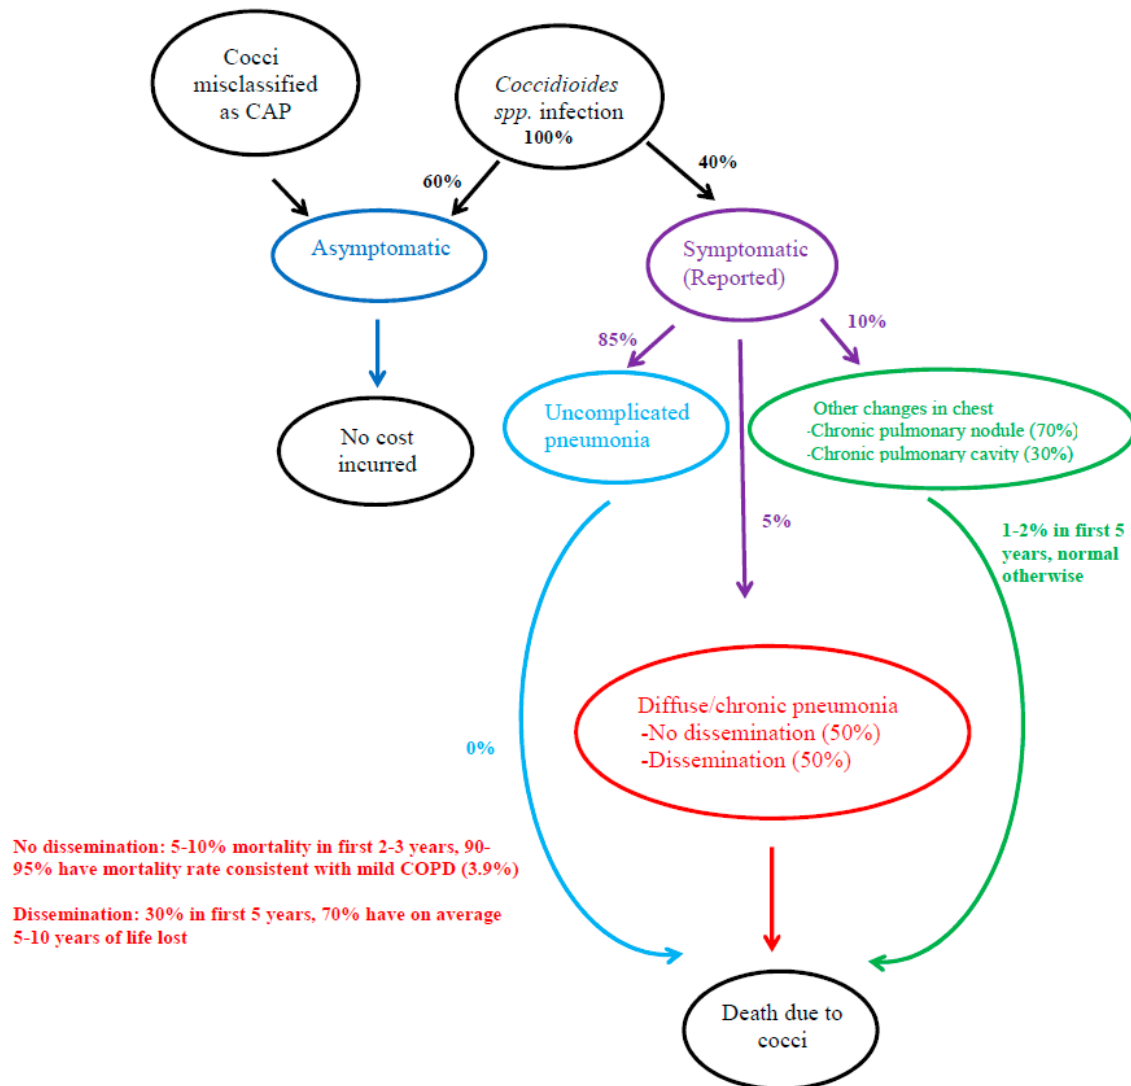 Cocci
misclassified
as CAP
Coccidioides
spp. infection
100%
60%
40%
Asymptomatic
Symptomatic
(Reported)
85%
10%
5%
No cost
incurred
Uncomplicated
pneumonia
Other changes in chest
-Chronic pulmonary nodule (70%)
-Chronic pulmonary cavity (30%)
1-2% in first 5
years, normal
otherwise
Diffuse/chronic pneumonia
-No dissemination (50%)
-Dissemination (50%)
0%
No dissemination: 5-10% mortality in first 2-3 years, 90-
95% have mortality rate consistent with mild COPD (3.9%)
Dissemination: 30% in first 5 years, 70% have on average
5-10 years of life lost
Death due to
cocci